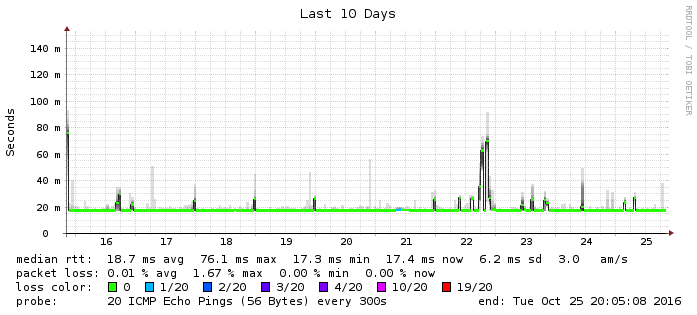 Last 10 Days
RRDTOOL / TOBI OETIKER
Seconds
140 m
120 m
100 m
80 m
60 m
40 m
20 m
0
16 17 18 19 20 21 22 23 24 25
median rtt: 18.7 ms avg 76.1 ms max 17.3 ms min 17.4 ms now 6.2 ms sd 3.0 am/s
packet loss: 0.01 % avg 1.67 % max 0.00 % min 0.00 % now
loss color: 0 1/20 2/20 3/20 4/20 10/20 19/20
probe: 20 ICMP Echo Pings (56 Bytes) every 300s end: Tue Oct 25 20:05:08 2016